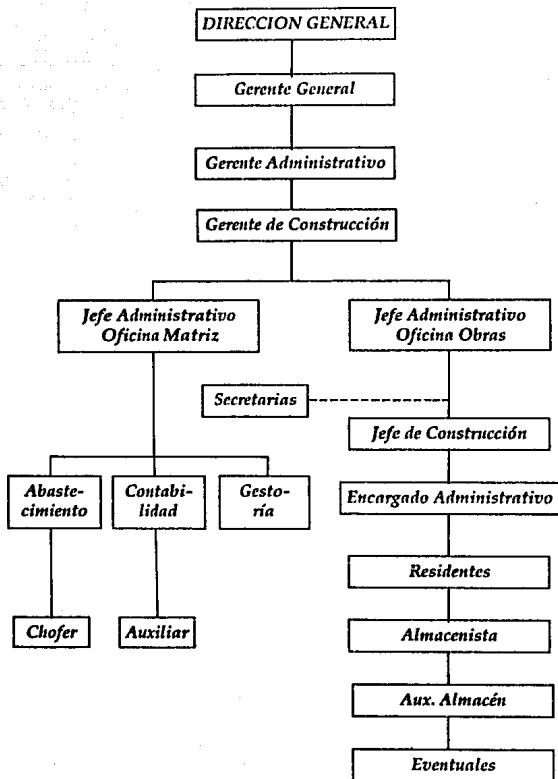 DIRECCION GENERAL
Gerente General
Gerente Administrativo
Gerente de Construcción
Jefe Administrativo
Oficina Matriz
Jefe Administrativo
Oficina Obras
Secretarias
Jefe de Construcción
Abaste-
cimiento
Contabi-
lidad
Gesto-
ría
Encargado Administrativo
Residentes
Chofer
Auxiliar
Almacenista
Aux. Almacén
Eventuales